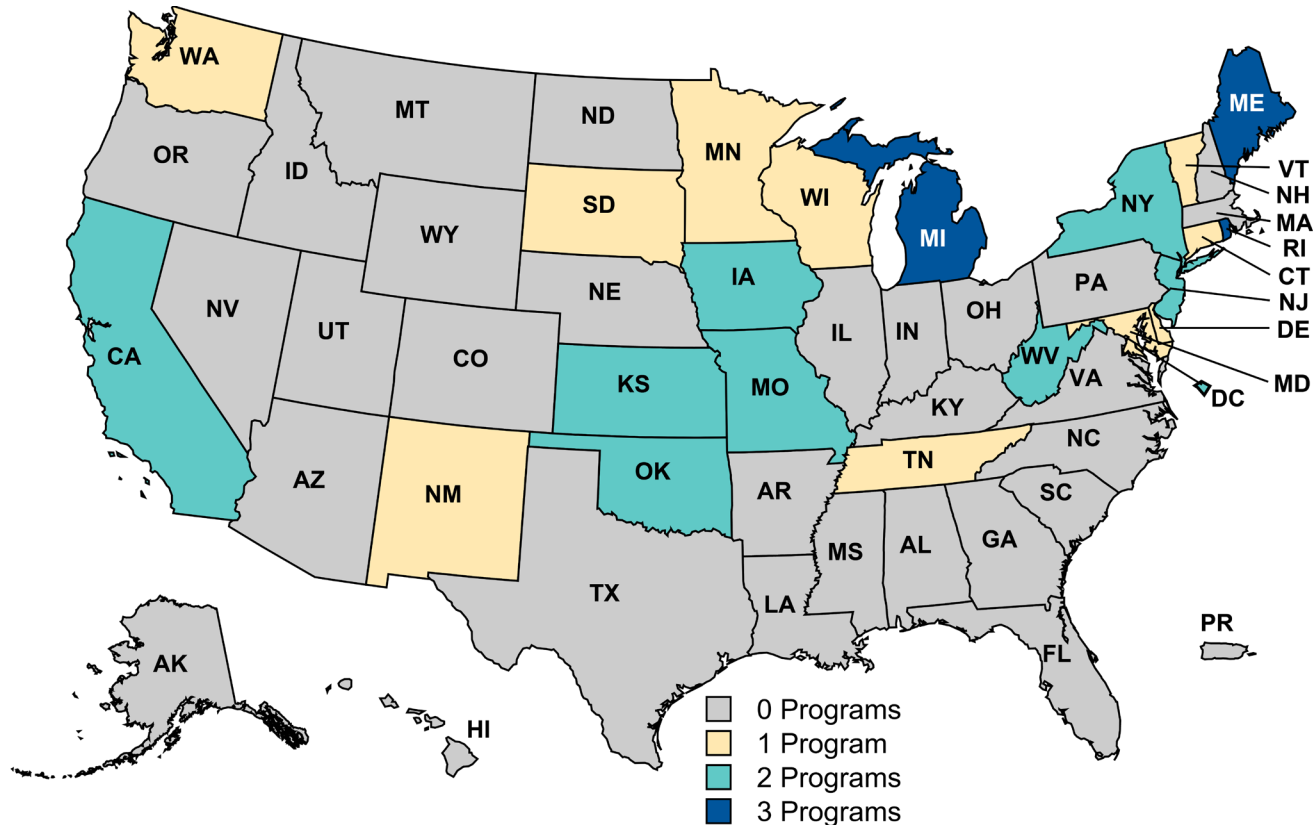 WA
MT
ND
ME
OR
ID
MN
VT
SD
WI
NY
NH
WY
MA
MI
RI
IA
CT
NE
PA
NJ
NV
OH
UT
IL
IN
DE
CA
CO
WV
KS
MO
VA
MD
DC
KY
NC
TN
AZ
OK
NM
AR
SC
GA
MS
AL
TX
LA
PR
AK
FL
HI
0 Programs
1 Program
2 Programs
3 Programs